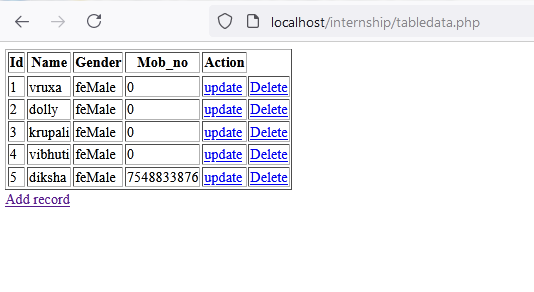 localhost/internship/tabledata.php
Id Name Gender Mob_no Action
1 vruxa feMale 0 update Delete
2 dolly feMale 0 update Delete
3 krupali feMale 0 update Delete
4 vibhuti feMale 0 update Delete
5 diksha feMale 7548833876 update Delete
Add record